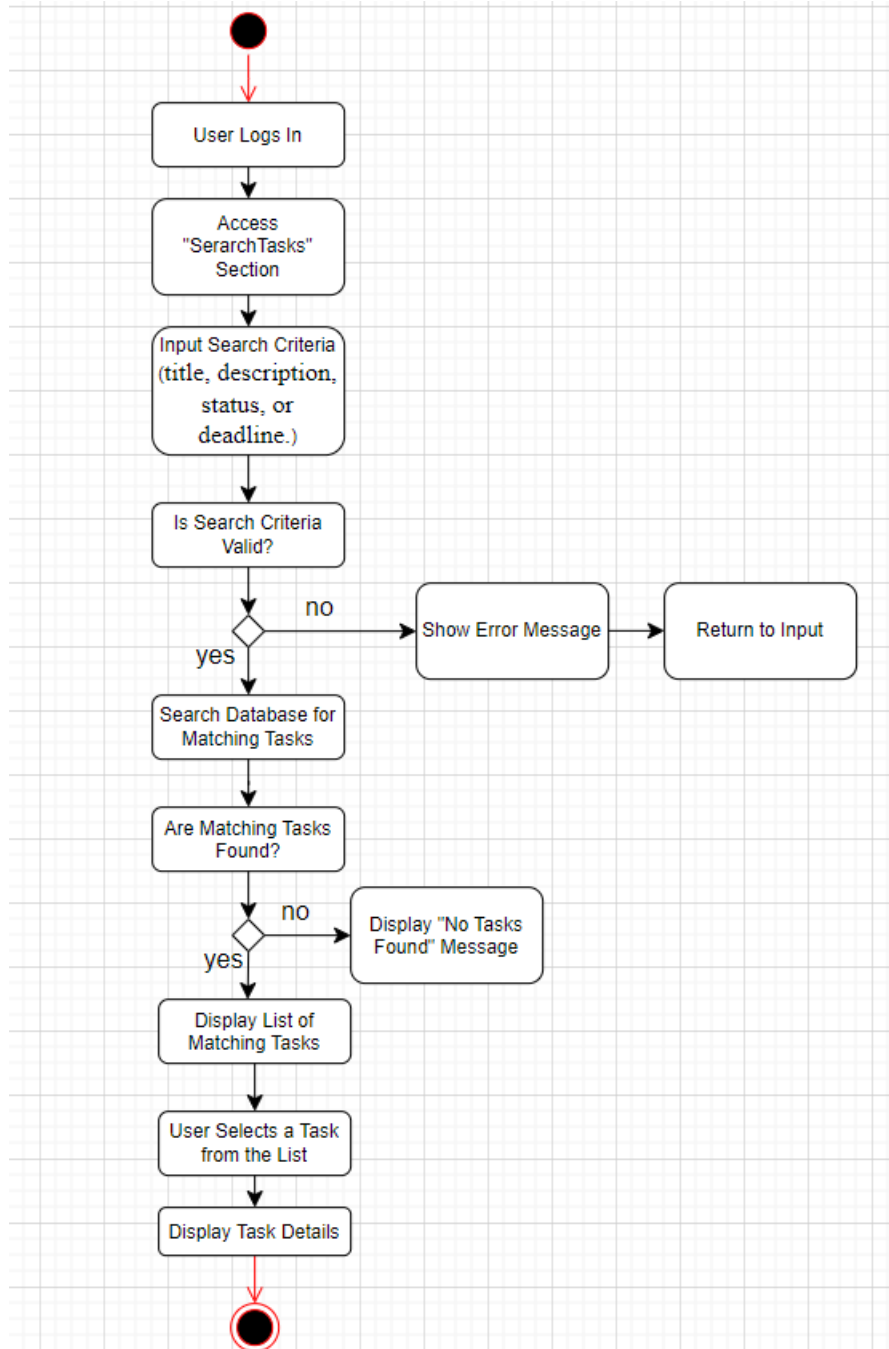 User Logs In
Access
"SerarchTasks"
Section
Input Search Criteria
(title, description,
status, or
deadline.)
Is Search Criteria
Valid?
no
Show Error Message
Return to Input
yes
Search Database for
Matching Tasks
Are Matching Tasks
Found?
no
Display "No Tasks
Found" Message
yes
Display List of
Matching Tasks
User Selects a Task
from the List
Display Task Details